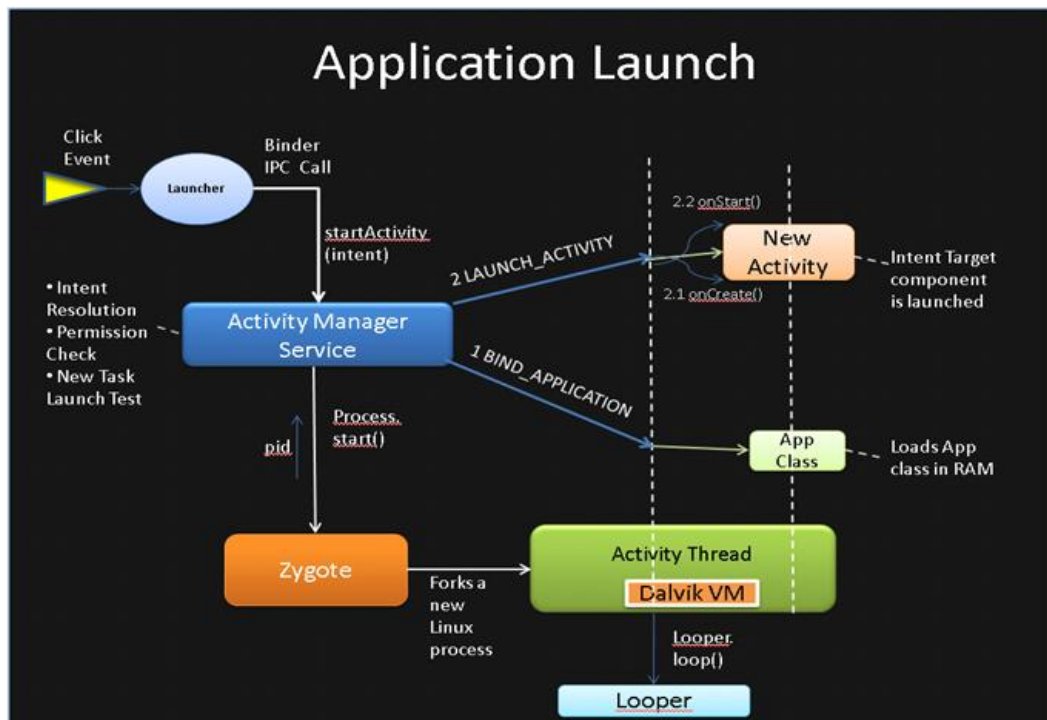 Application Launch
Click
Event
Launcher
Binder
IPC Call
startActivity
(intent)
• Intent
Resolution
• Permission
Check
• New Task
Launch Test
Activity Manager
Service
2 LAUNCH_ACTIVITY
2.2 onStart()
New
Activity
2.1 onCreate()
Intent Target
component
is launched
1 BIND_APPLICATION
App
Class
Loads App
class in RAM
pid
Process.
start()
Zygote
Forks a
new
Linux
process
Activity Thread
Dalvik VM
Looper.
loop()
Looper